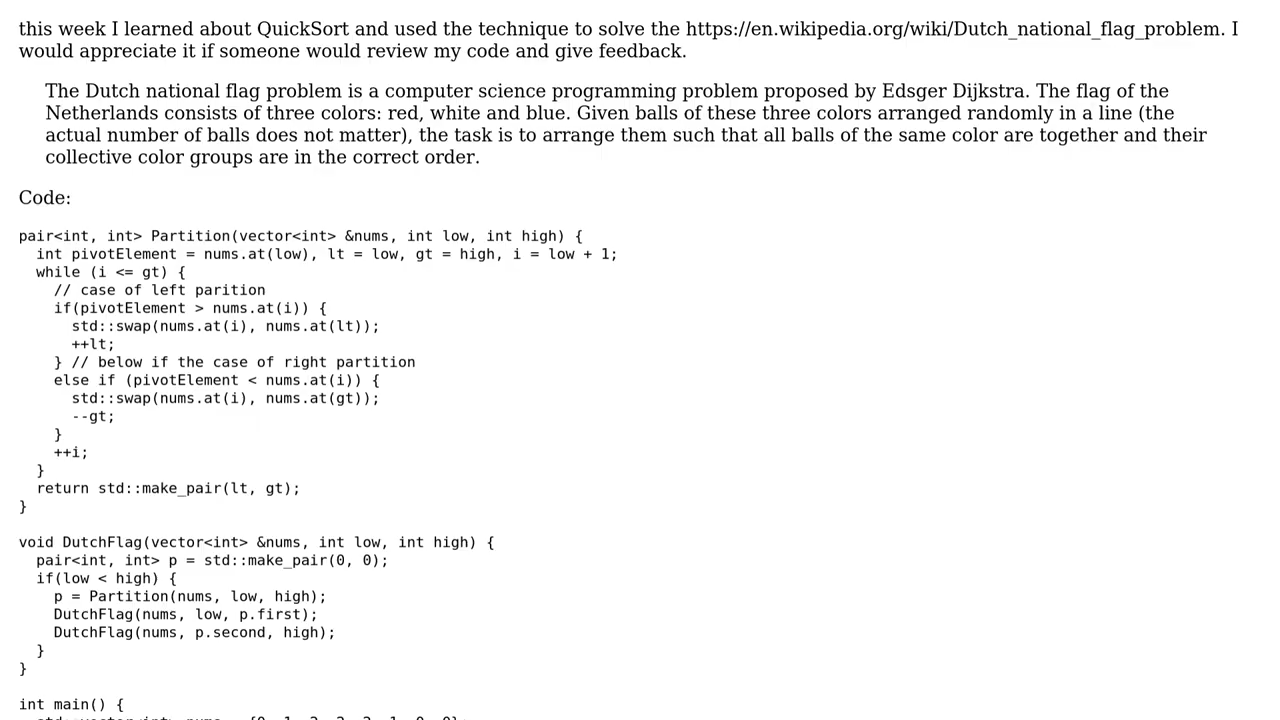 this week I learned about QuickSort and used the technique to solve the https://en.wikipedia.org/wiki/Dutch_national_flag_problem. I
would appreciate it if someone would review my code and give feedback.
The Dutch national flag problem is a computer science programming problem proposed by Edsger Dijkstra. The flag of the
Netherlands consists of three colors: red, white and blue. Given balls of these three colors arranged randomly in a line (the
actual number of balls does not matter), the task is to arrange them such that all balls of the same color are together and their
collective color groups are in the correct order.
Code:
pair<int, int> Partition(vector<int> &nums, int low, int high) {
  int pivotElement = nums.at(low), lt = low, gt = high, i = low + 1;
  while (i <= gt) {
    // case of left parition
    if(pivotElement > nums.at(i)) {
      std::swap(nums.at(i), nums.at(lt));
      ++lt;
    } // below if the case of right partition
    else if (pivotElement < nums.at(i)) {
      std::swap(nums.at(i), nums.at(gt));
      --gt;
    }
    ++i;
  }
  return std::make_pair(lt, gt);
}
void DutchFlag(vector<int> &nums, int low, int high) {
  pair<int, int> p = std::make_pair(0, 0);
  if(low < high) {
    p = Partition(nums, low, high);
    DutchFlag(nums, low, p.first);
    DutchFlag(nums, p.second, high);
  }
}
int main() {